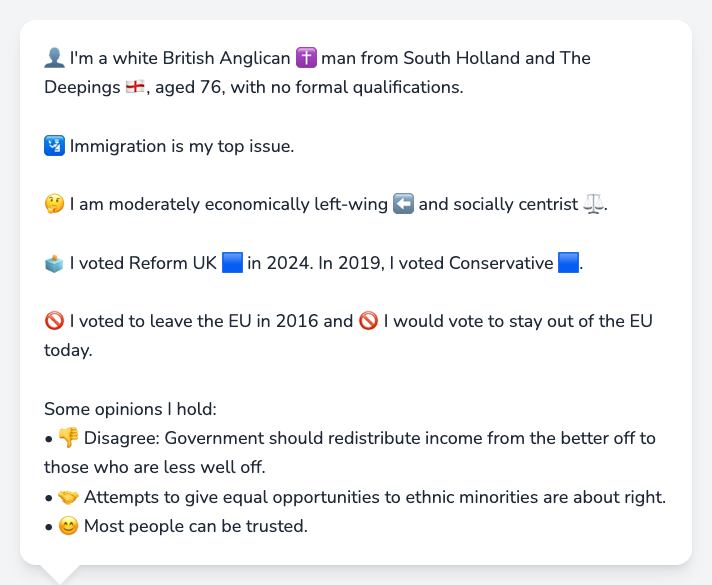 👤 I'm a white British Anglican ✝️ man from South Holland and The
Deepings 🏴󠁧󠁢󠁥󠁮󠁧󠁿, aged 76, with no formal qualifications.
🛂 Immigration is my top issue.
🤔 I am moderately economically left-wing ⬅️ and socially centrist ⚖️.
🗳️ I voted Reform UK 🟦 in 2024. In 2019, I voted Conservative 🟦.
🚫 I voted to leave the EU in 2016 and 🚫 I would vote to stay out of the EU
today.
Some opinions I hold:
• 👎 Disagree: Government should redistribute income from the better off to
those who are less well off.
• 🤝 Attempts to give equal opportunities to ethnic minorities are about right.
• 😊 Most people can be trusted.